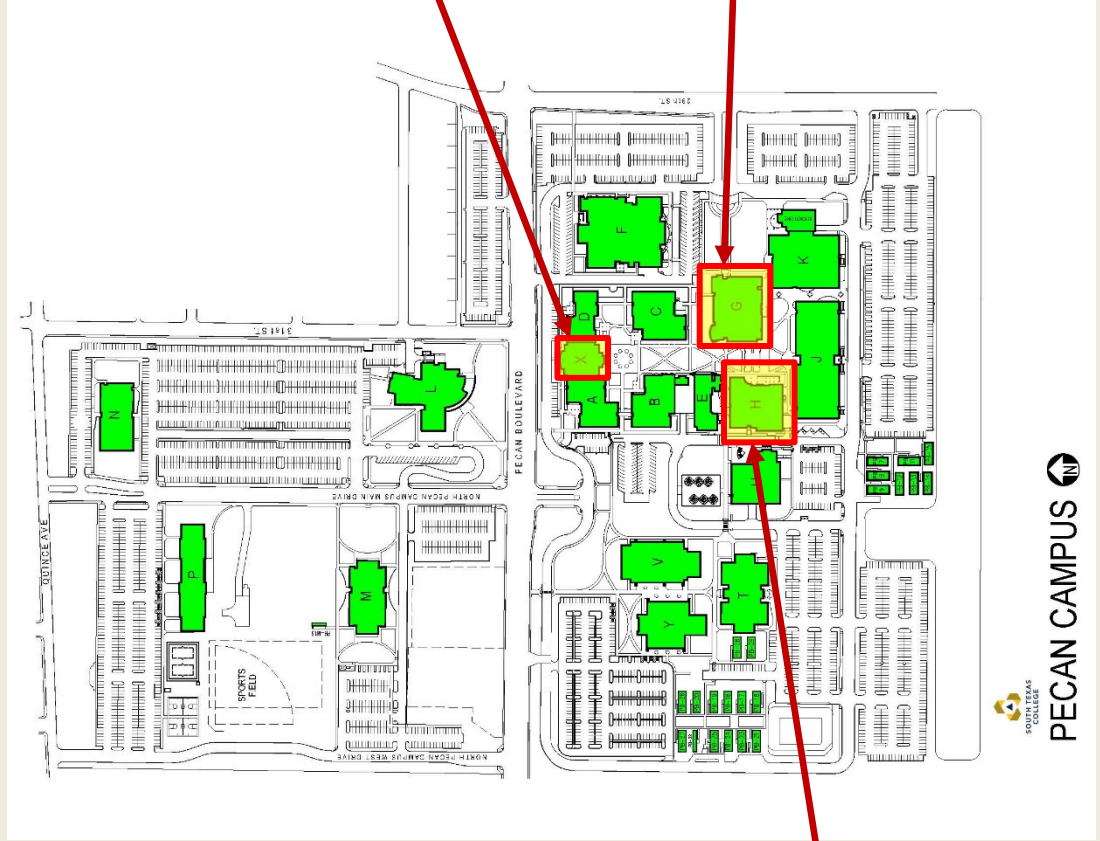 29th ST.
31st ST.
F
K
D
C
G
X
J
A
B
E
H
L
N
PECAN BOULEVARD
NORTH PECAN CAMPUS MAIN DRIVE
QUINCE AVE
P
M
V
T
Y
SPORTS
FIELD
NORTH PECAN CAMPUS WEST DRIVE
SOUTH TEXAS
COLLEGE
PECAN CAMPUS N